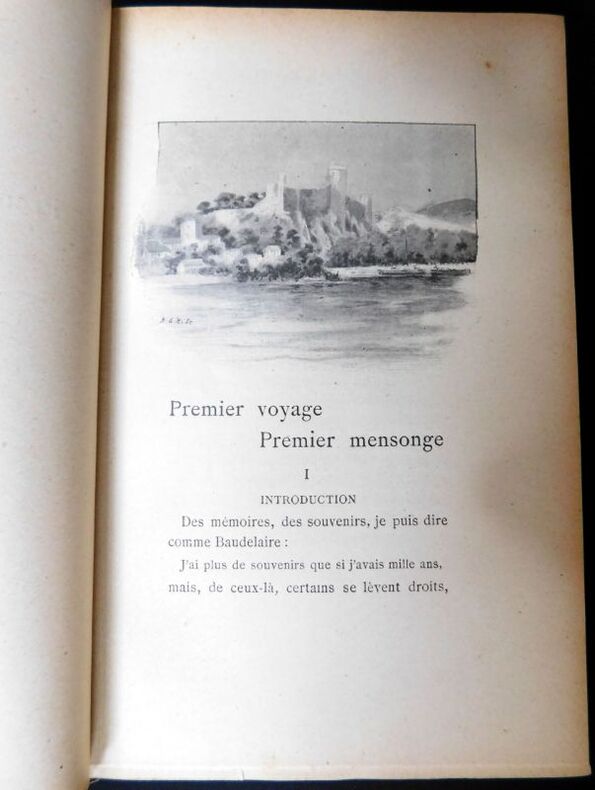 Premier voyage
Premier mensonge
I
INTRODUCTION
Des mémoires, des souvenirs, je puis dire
comme Baudelaire :
J'ai plus de souvenirs que si j'avais mille ans,
mais, de ceux-là, certains se lèvent droits,